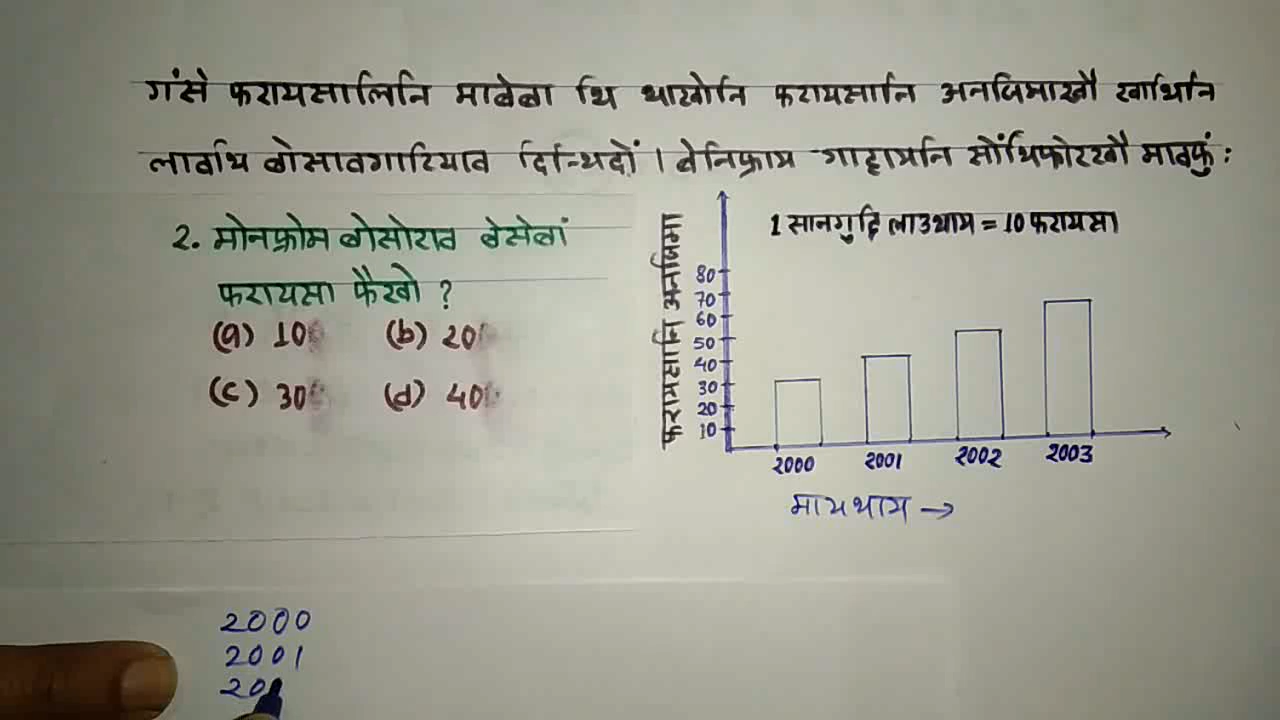 गंसे फरायसालिनि माबेबा थि थाखोनि फरायसानि अनजिमाखौ खाथिनि
लावथि बोसावगारियाव दिन्थिदों। बेनिफ्राय गाहायनि सोंथिफोरखौ मावफुं :
2. मोनफ्रोम बोसोराव बेसेबां
फरायसा फैखो ?
(a) 10
(b) 20
(c) 30
(d) 40
1 सानगुदि लाउथाय = 10 फरायसा
फरायसानि अनजिमा
80
70
60
50
40
30
20
10
2000 2001 2002 2003
मायथाय →
2000
2001
20